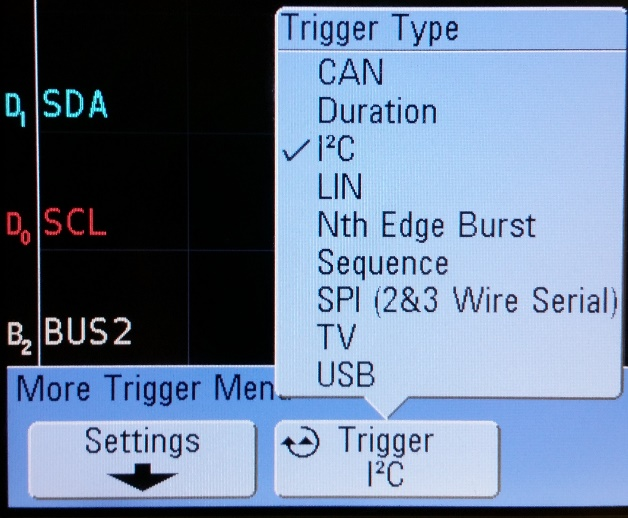 Trigger Type
CAN
Duration
I²C
LIN
Nth Edge Burst
Sequence
SPI (2&3 Wire Serial)
TV
USB
D₁ SDA
D₀ SCL
B₂ BUS2
More Trigger Men
Settings
Trigger
I²C